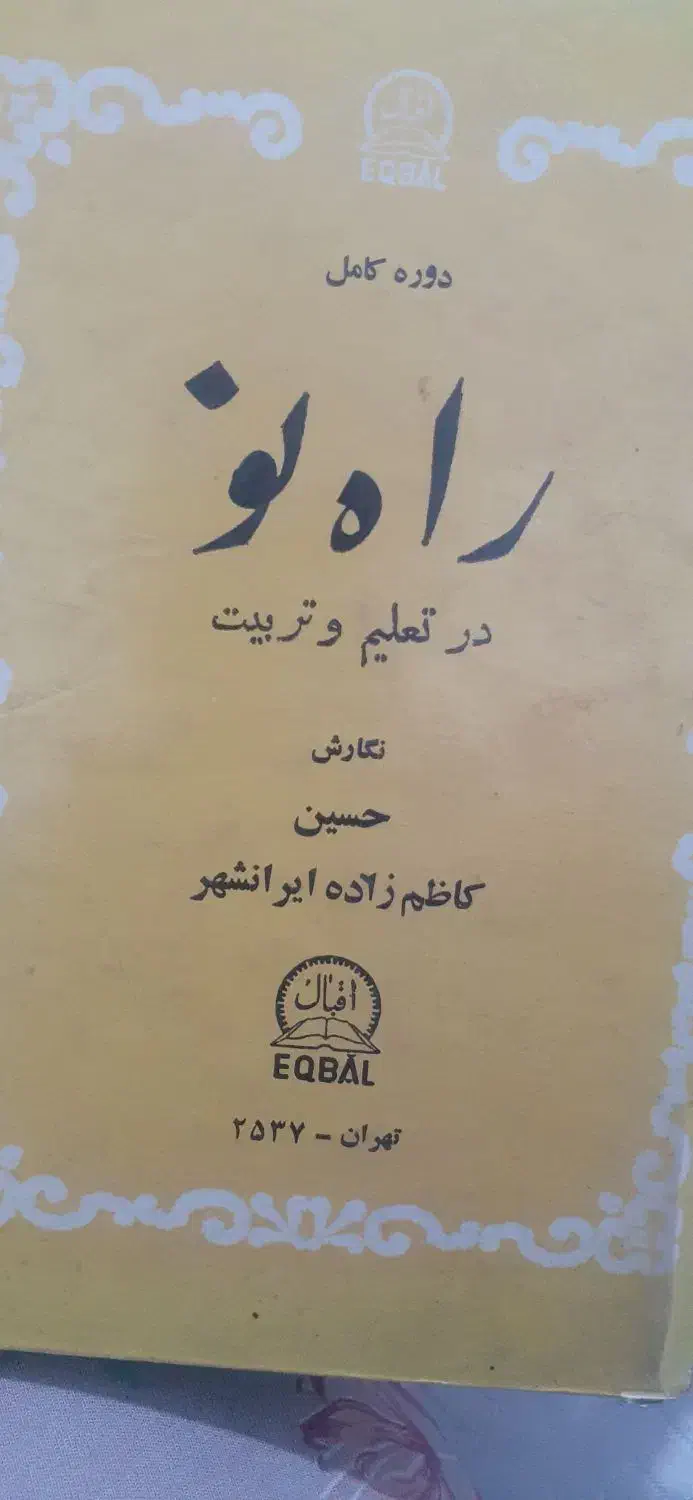 EQBAL
دوره کامل
راه نو
در تعلیم و تربیت
نگارش
حسین
کاظم زاده ایرانشهر
اقبال
EQBAL
تهران - ۲۵۳۷